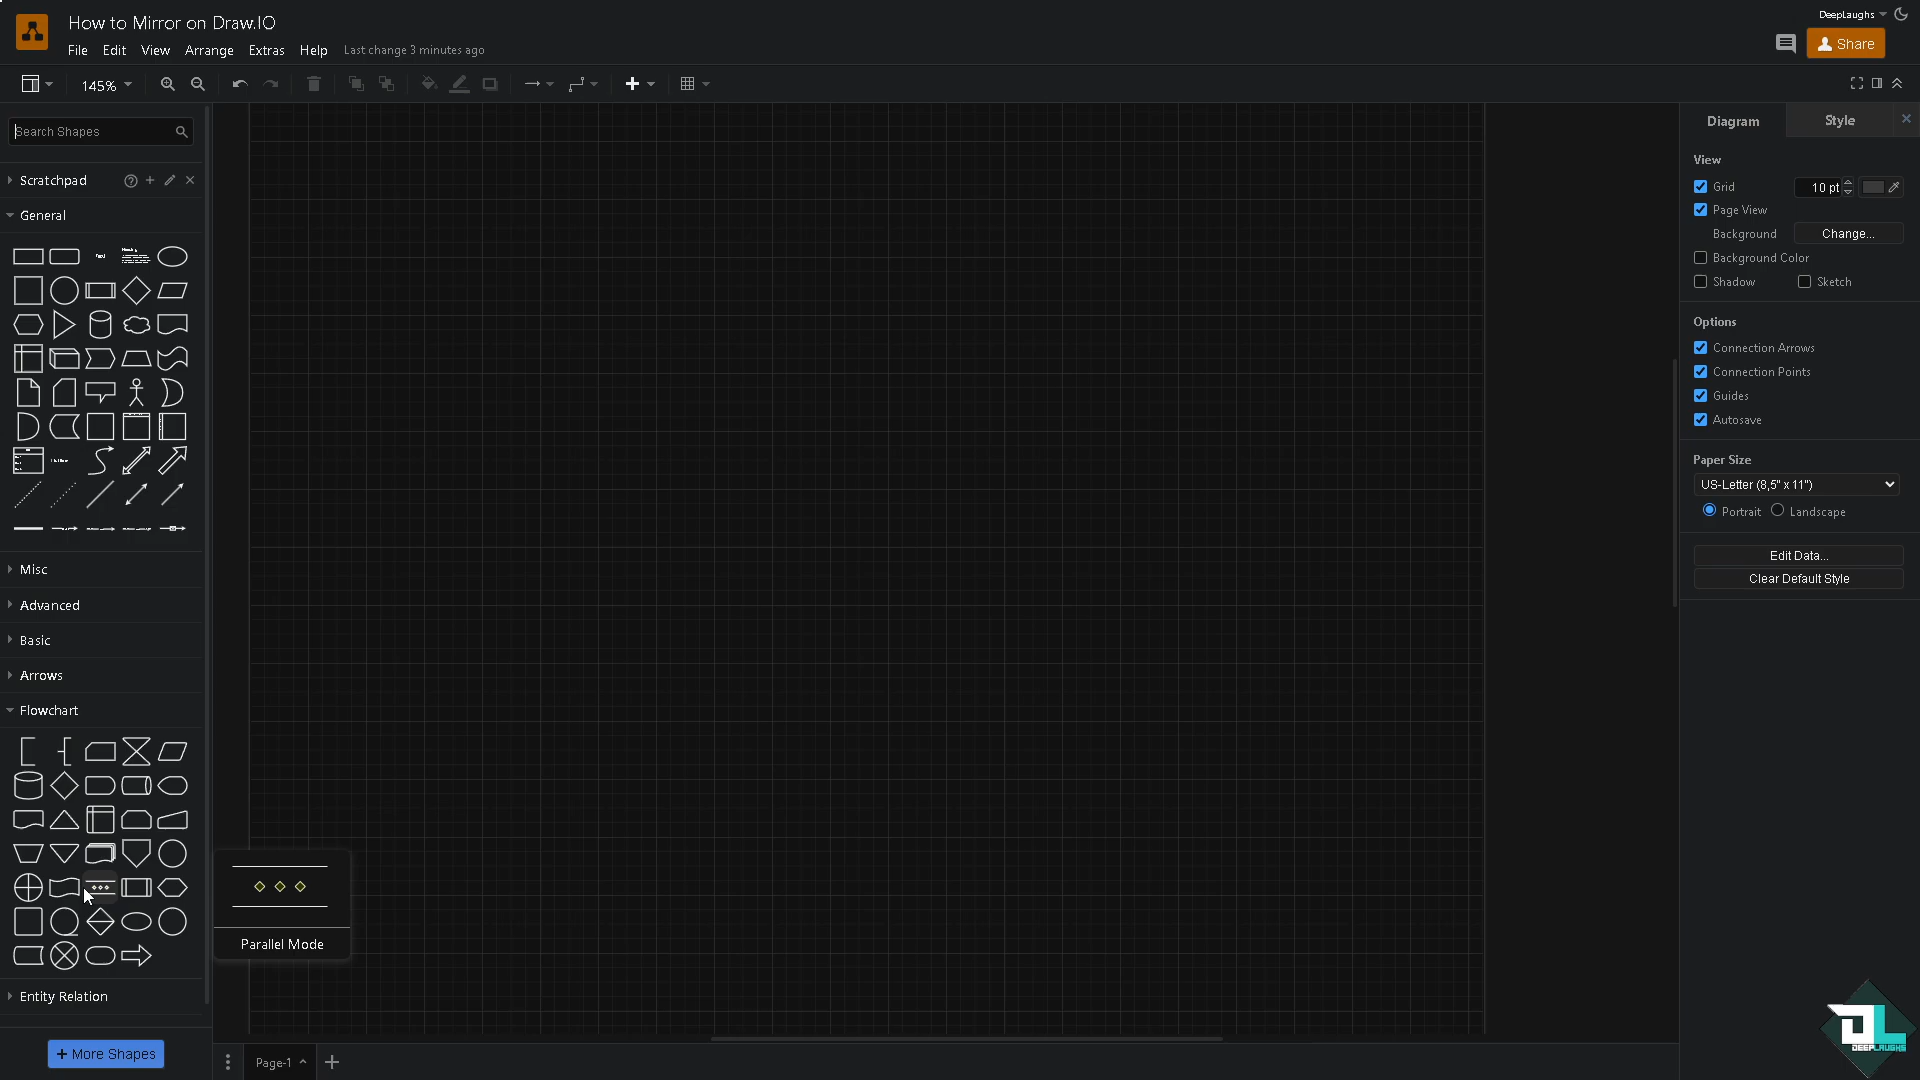 How to Mirror on Draw.IO
File Edit View Arrange Extras Help Last change 3 minutes ago
DeepLaughs
Share
145%
Search Shapes
Scratchpad
General
Misc
Advanced
Basic
Arrows
Flowchart
Parallel Mode
Entity Relation
+ More Shapes
Page-1
Diagram Style
View
Grid 10 pt
Page View
Background Change...
Background Color
Shadow Sketch
Options
Connection Arrows
Connection Points
Guides
Autosave
Paper Size
US-Letter (8,5" x 11")
Portrait Landscape
Edit Data...
Clear Default Style
DL
DEEPLAUGHS